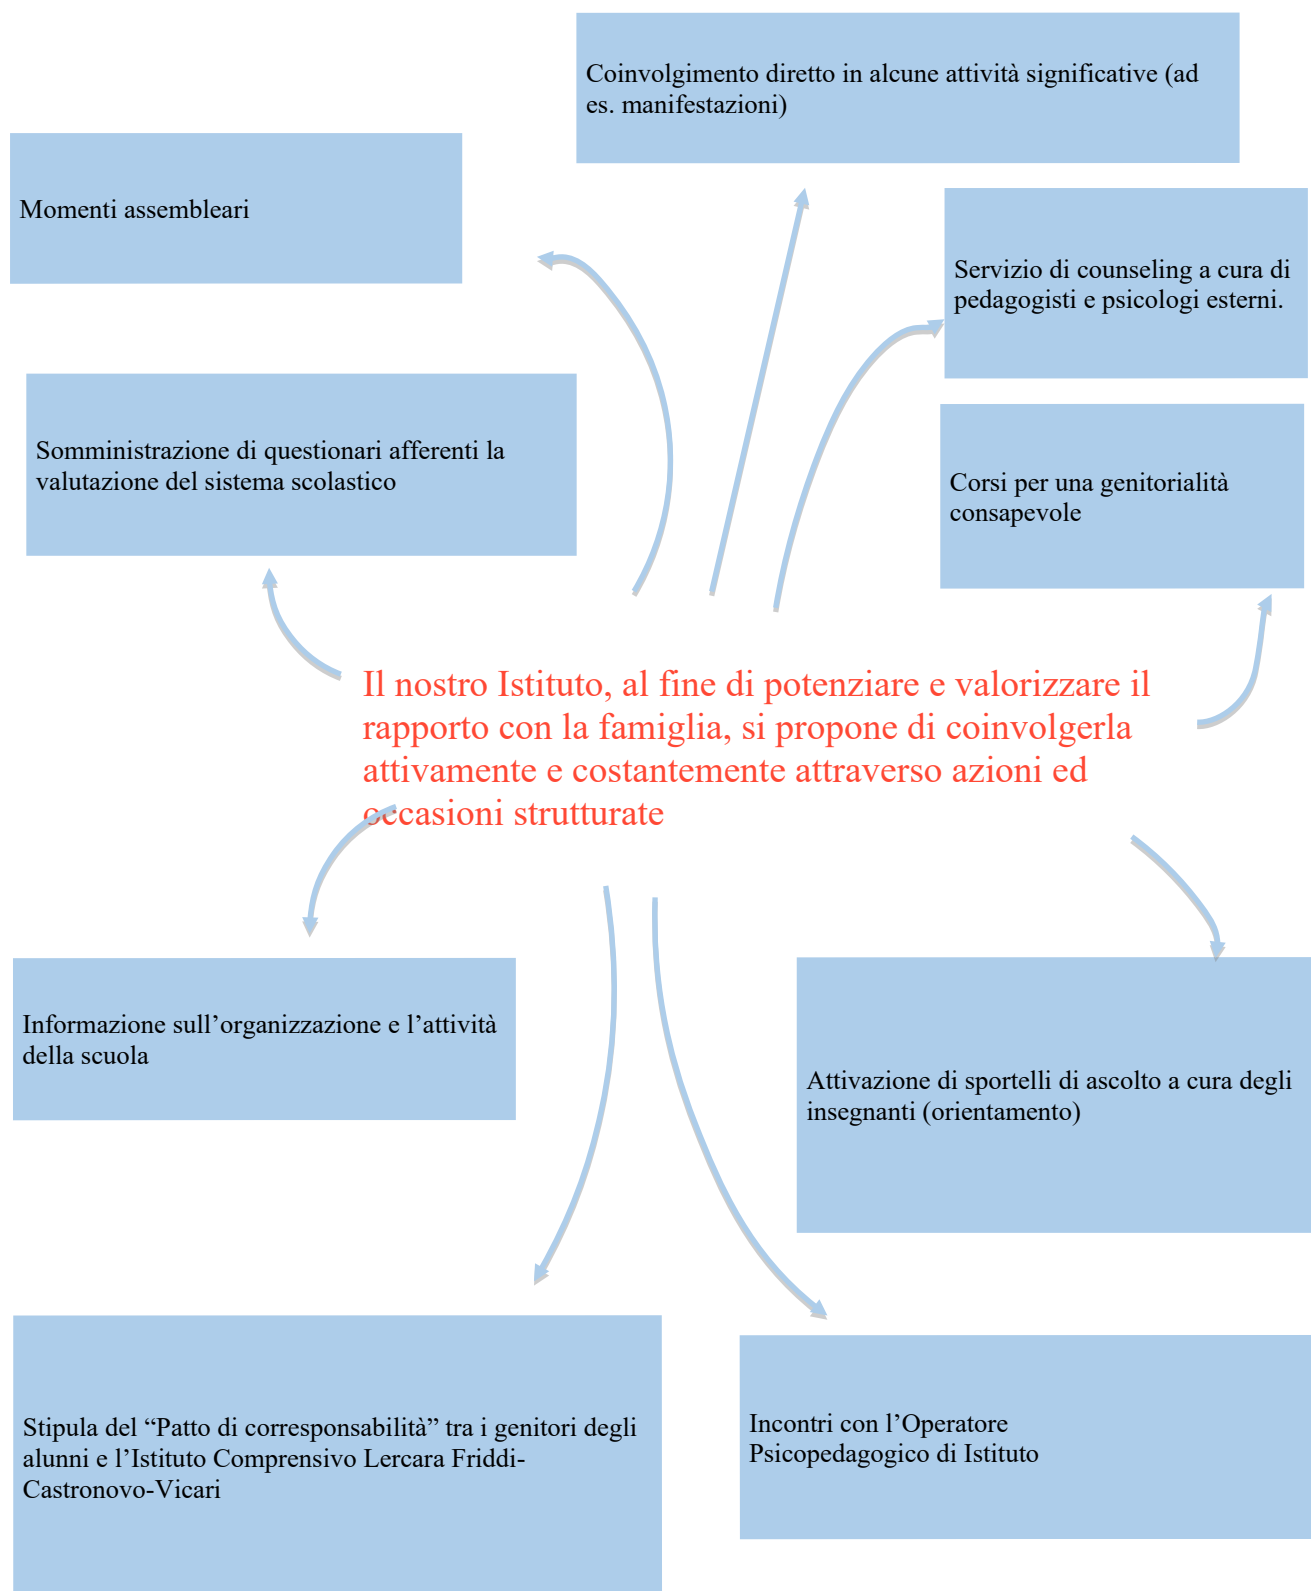 Coinvolgimento diretto in alcune attività significative (ad
es. manifestazioni)
Momenti assembleari
Servizio di counseling a cura di
pedagogisti e psicologi esterni.
Somministrazione di questionari afferenti la
valutazione del sistema scolastico
Corsi per una genitorialità
consapevole
Il nostro Istituto, al fine di potenziare e valorizzare il
rapporto con la famiglia, si propone di coinvolgerla
attivamente e costantemente attraverso azioni ed
occasioni strutturate
Informazione sull’organizzazione e l’attività
della scuola
Attivazione di sportelli di ascolto a cura degli
insegnanti (orientamento)
Stipula del “Patto di corresponsabilità” tra i genitori degli
alunni e l’Istituto Comprensivo Lercara Friddi-
Castronovo-Vicari
Incontri con l’Operatore
Psicopedagogico di Istituto